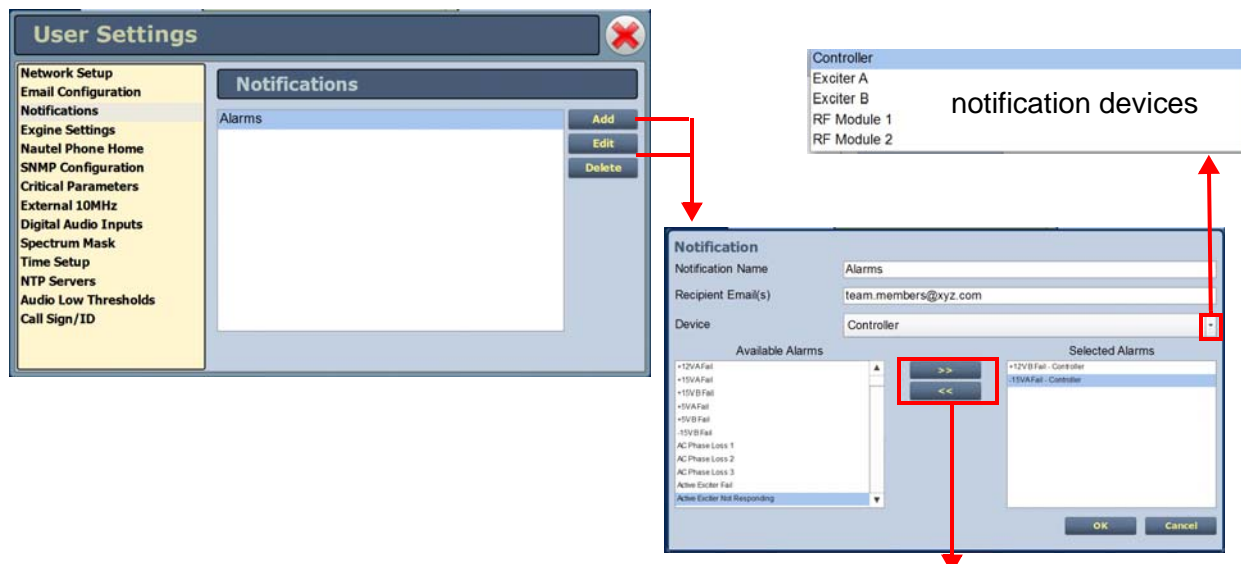 User Settings
Network Setup
Email Configuration
Notifications
Exgine Settings
Nautel Phone Home
SNMP Configuration
Critical Parameters
External 10MHz
Digital Audio Inputs
Spectrum Mask
Time Setup
NTP Servers
Audio Low Thresholds
Call Sign/ID
Notifications
Alarms
Add
Edit
Delete
Controller
Exciter A
Exciter B
RF Module 1
RF Module 2
notification devices
Notification
Notification Name
Alarms
Recipient Email(s)
team.members@xyz.com
Device
Controller
Available Alarms
+12VA Fail
+15VA Fail
+15VB Fail
+5VA Fail
+5VB Fail
-15VB Fail
AC Phase Loss 1
AC Phase Loss 2
AC Phase Loss 3
Active Exciter Fail
Active Exciter Not Responding
>>
<<
Selected Alarms
+12VB Fail - Controller
-15VA Fail - Controller
OK
Cancel